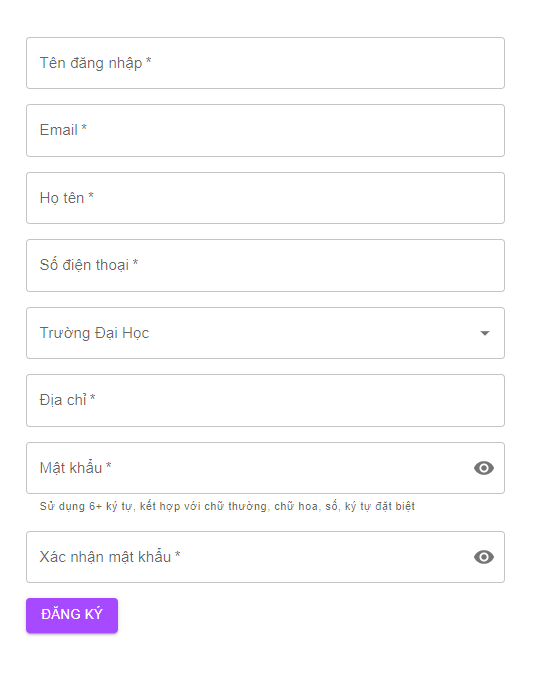 Tên đăng nhập *
Email *
Họ tên *
Số điện thoại *
Trường Đại Học
Địa chỉ *
Mật khẩu *
Sử dụng 6+ ký tự, kết hợp với chữ thường, chữ hoa, số, ký tự đặt biệt
Xác nhận mật khẩu *
ĐĂNG KÝ